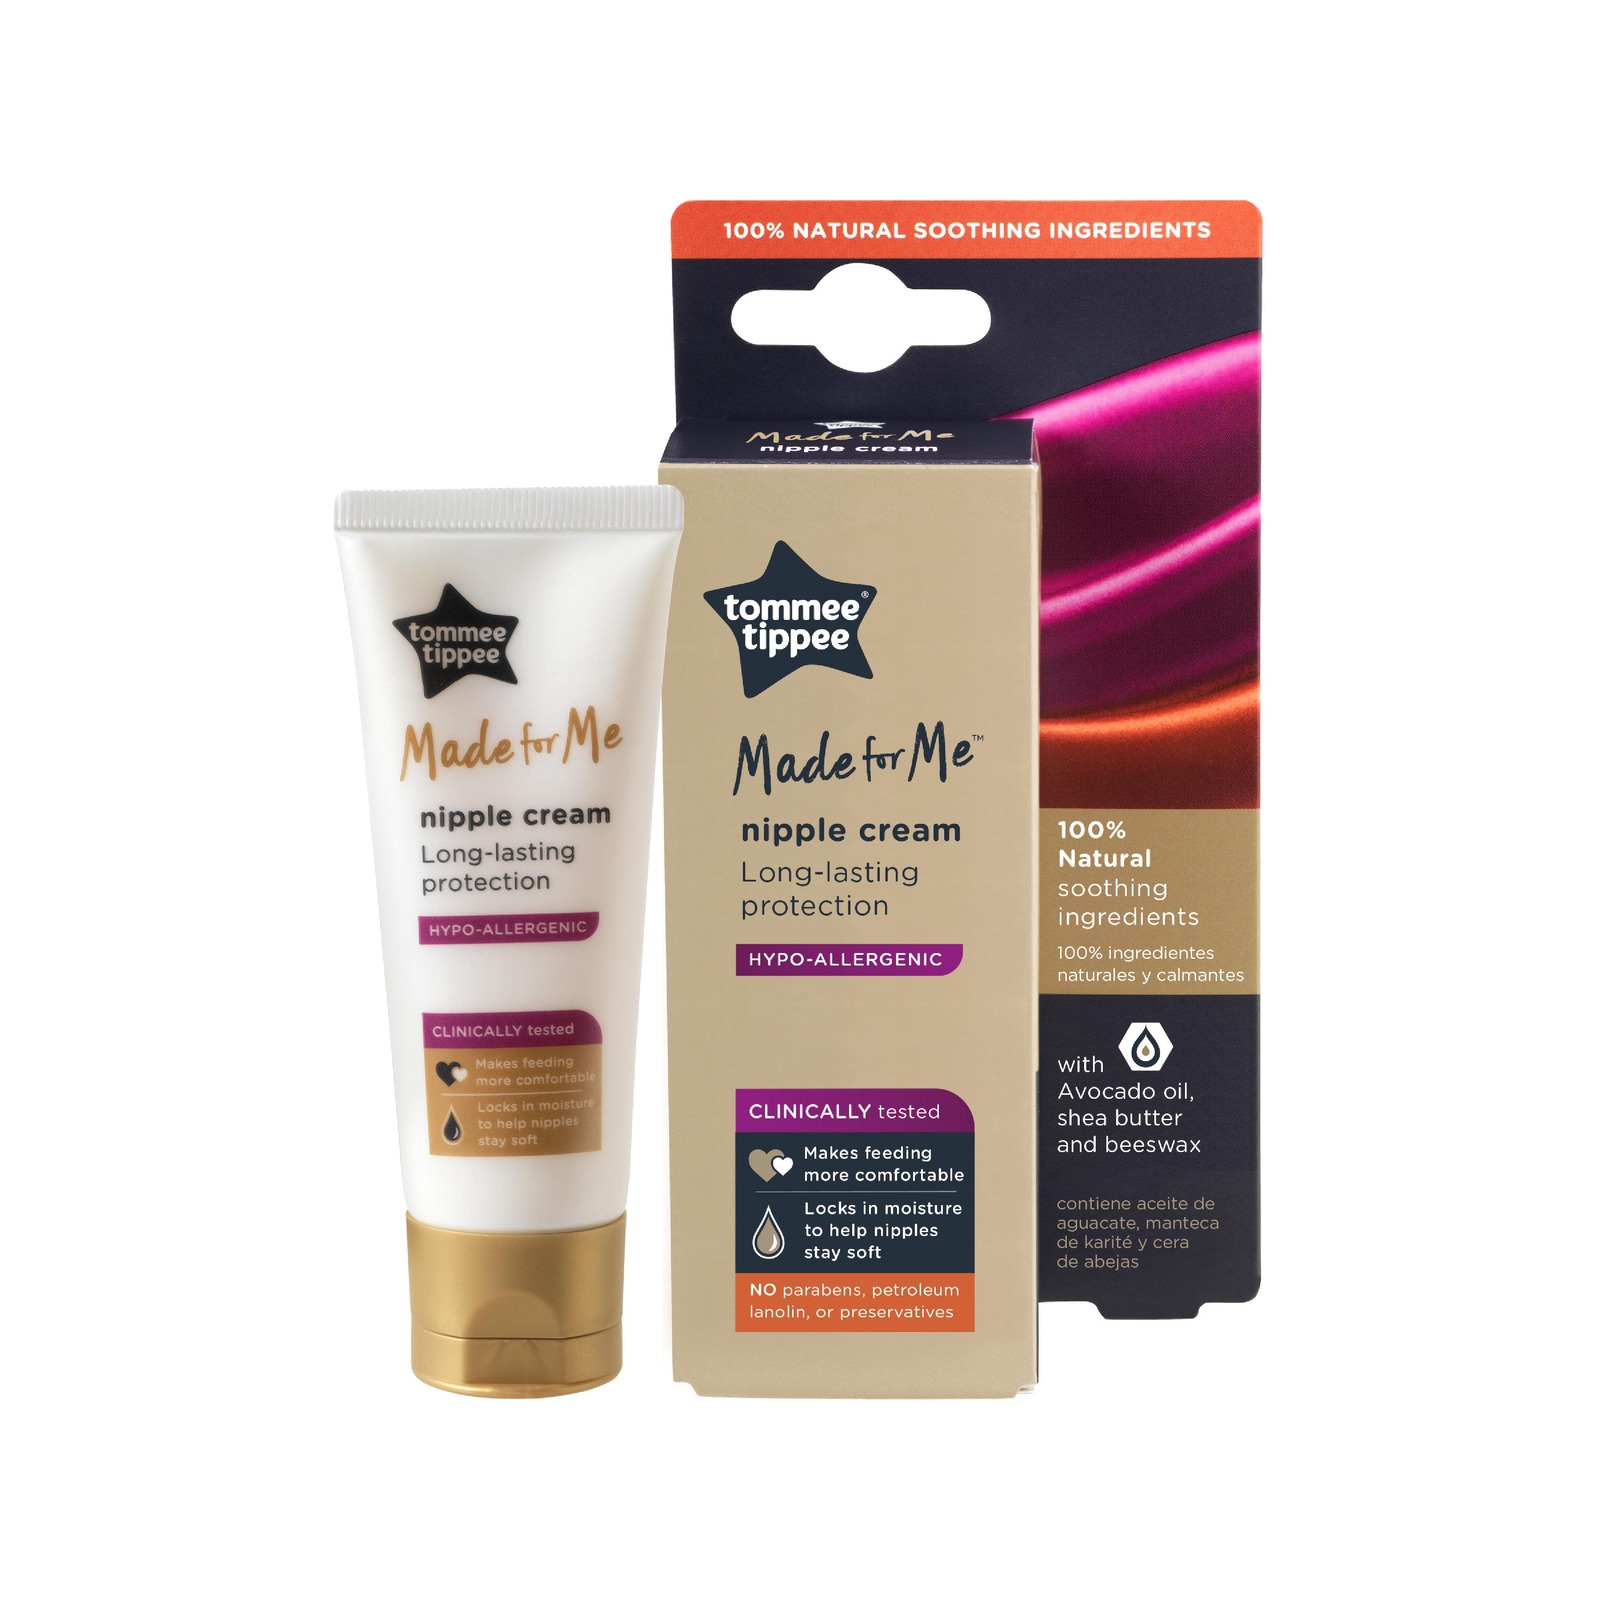 100% NATURAL SOOTHING INGREDIENTS
Made for Me
nipple cream
tommee
tippee
Made for Me
nipple cream
Long-lasting
protection
HYPO-ALLERGENIC
CLINICALLY tested
Makes feeding
more comfortable
Locks in moisture
to help nipples
stay soft
tommee®
tippee
Made for Me™
nipple cream
Long-lasting
protection
HYPO-ALLERGENIC
CLINICALLY tested
Makes feeding
more comfortable
Locks in moisture
to help nipples
stay soft
NO parabens, petroleum
lanolin, or preservatives
100%
Natural
soothing
ingredients
100% ingredientes
naturales y calmantes
with
Avocado oil,
shea butter
and beeswax
contiene aceite de
aguacate, manteca
de karité y cera
de abejas